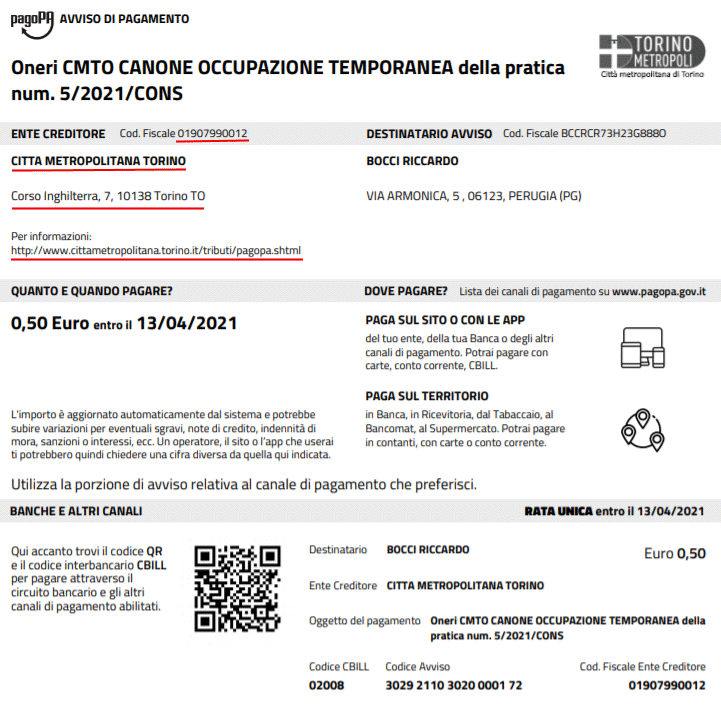 pagoPA AVVISO DI PAGAMENTO
TORINO
METROPOLI
Città metropolitana di Torino
Oneri CMTO CANONE OCCUPAZIONE TEMPORANEA della pratica
num. 5/2021/CONS
ENTE CREDITORE Cod. Fiscale 01907990012
DESTINATARIO AVVISO Cod. Fiscale BCCRCR73H23G888O
CITTA METROPOLITANA TORINO
BOCCI RICCARDO
Corso Inghilterra, 7, 10138 Torino TO
VIA ARMONICA, 5 , 06123, PERUGIA (PG)
Per informazioni:
http://www.cittametropolitana.torino.it/tributi/pagopa.shtml
QUANTO E QUANDO PAGARE?
DOVE PAGARE? Lista dei canali di pagamento su www.pagopa.gov.it
0,50 Euro entro il 13/04/2021
PAGA SUL SITO O CON LE APP
del tuo ente, della tua Banca o degli altri
canali di pagamento. Potrai pagare con
carte, conto corrente, CBILL.
PAGA SUL TERRITORIO
in Banca, in Ricevitoria, dal Tabaccaio, al
Bancomat, al Supermercato. Potrai pagare
in contanti, con carte o conto corrente.
L'importo è aggiornato automaticamente dal sistema e potrebbe
subire variazioni per eventuali sgravi, note di credito, indennità di
mora, sanzioni o interessi, ecc. Un operatore, il sito o l'app che userai
ti potrebbero quindi chiedere una cifra diversa da quella qui indicata.
Utilizza la porzione di avviso relativa al canale di pagamento che preferisci.
BANCHE E ALTRI CANALI
RATA UNICA entro il 13/04/2021
Qui accanto trovi il codice QR
e il codice interbancario CBILL
per pagare attraverso il
circuito bancario e gli altri
canali di pagamento abilitati.
Destinatario BOCCI RICCARDO
Euro 0,50
Ente Creditore CITTA METROPOLITANA TORINO
Oggetto del pagamento Oneri CMTO CANONE OCCUPAZIONE TEMPORANEA della
pratica num. 5/2021/CONS
Codice CBILL Codice Avviso Cod. Fiscale Ente Creditore
02008 3029 2110 3020 0001 72 01907990012